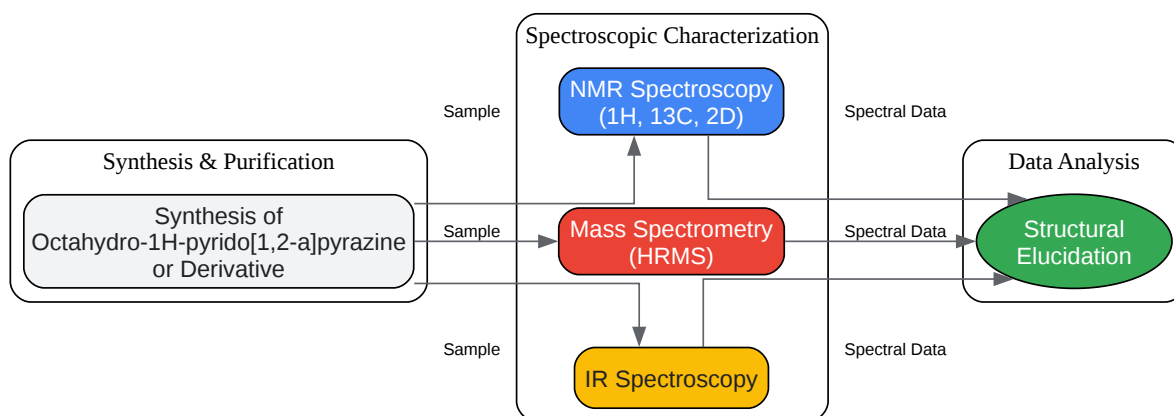 Synthesis & Purification
Synthesis of
Octahydro-1H-pyrido[1,2-a]pyrazine
or Derivative
Sample
Sample
Sample
Spectroscopic Characterization
NMR Spectroscopy
(1H, 13C, 2D)
Mass Spectrometry
(HRMS)
IR Spectroscopy
Spectral Data
Spectral Data
Spectral Data
Data Analysis
Structural
Elucidation